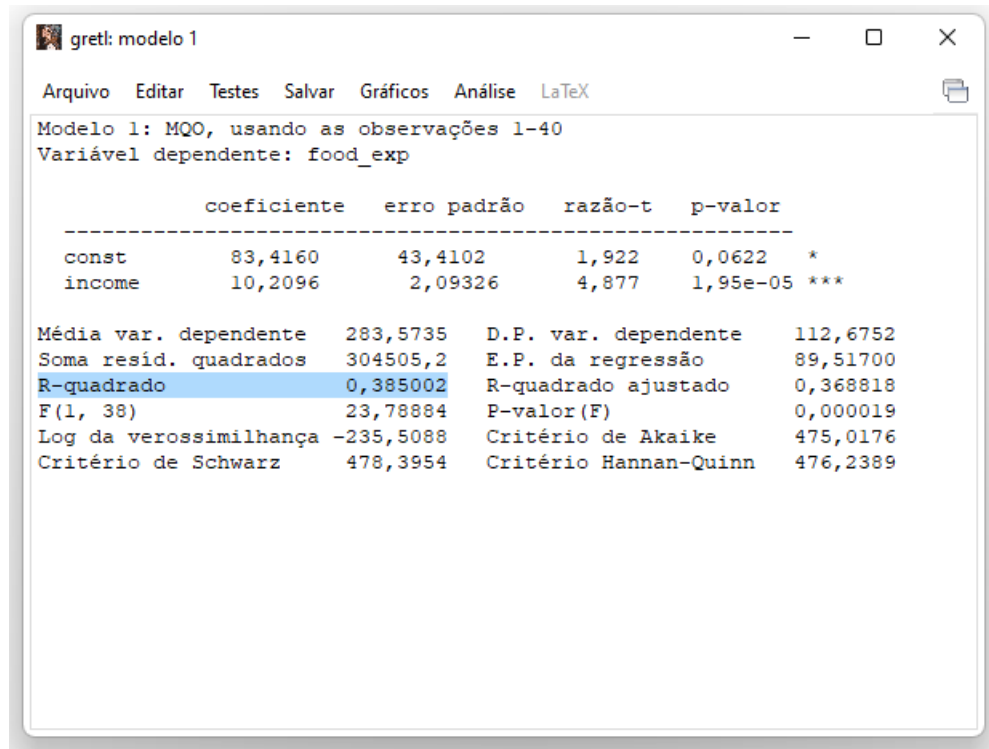 gretl: modelo 1
Arquivo Editar Testes Salvar Gráficos Análise LaTeX
Modelo 1: MQO, usando as observações 1-40
Variável dependente: food_exp
coeficiente erro padrão razão-t p-valor
---------------------------------------------------------
const 83,4160 43,4102 1,922 0,0622 *
income 10,2096 2,09326 4,877 1,95e-05 ***
Média var. dependente 283,5735 D.P. var. dependente 112,6752
Soma resíd. quadrados 304505,2 E.P. da regressão 89,51700
R-quadrado 0,385002 R-quadrado ajustado 0,368818
F(1, 38) 23,78884 P-valor(F) 0,000019
Log da verossimilhança -235,5088 Critério de Akaike 475,0176
Critério de Schwarz 478,3954 Critério Hannan-Quinn 476,2389